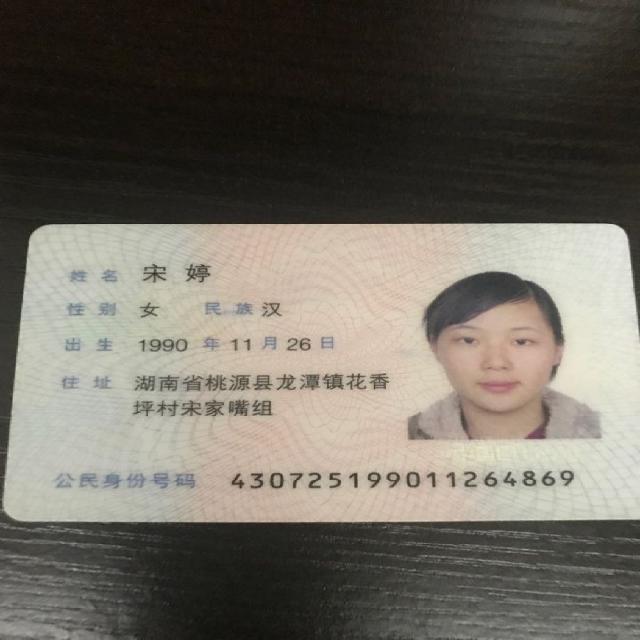 姓名 宋婷
性别 女 民族 汉
出生 1990 年 11 月 26 日
住址 湖南省桃源县龙潭镇花香
坪村宋家嘴组
公民身份号码 430725199011264869